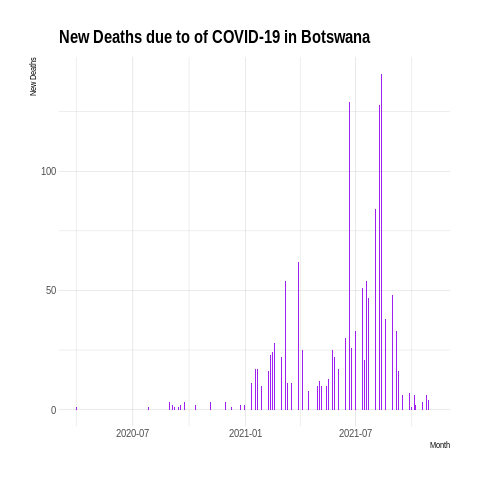 New Deaths due to of COVID-19 in Botswana
New Deaths
100
50
0
2020-07
2021-01
2021-07
Month